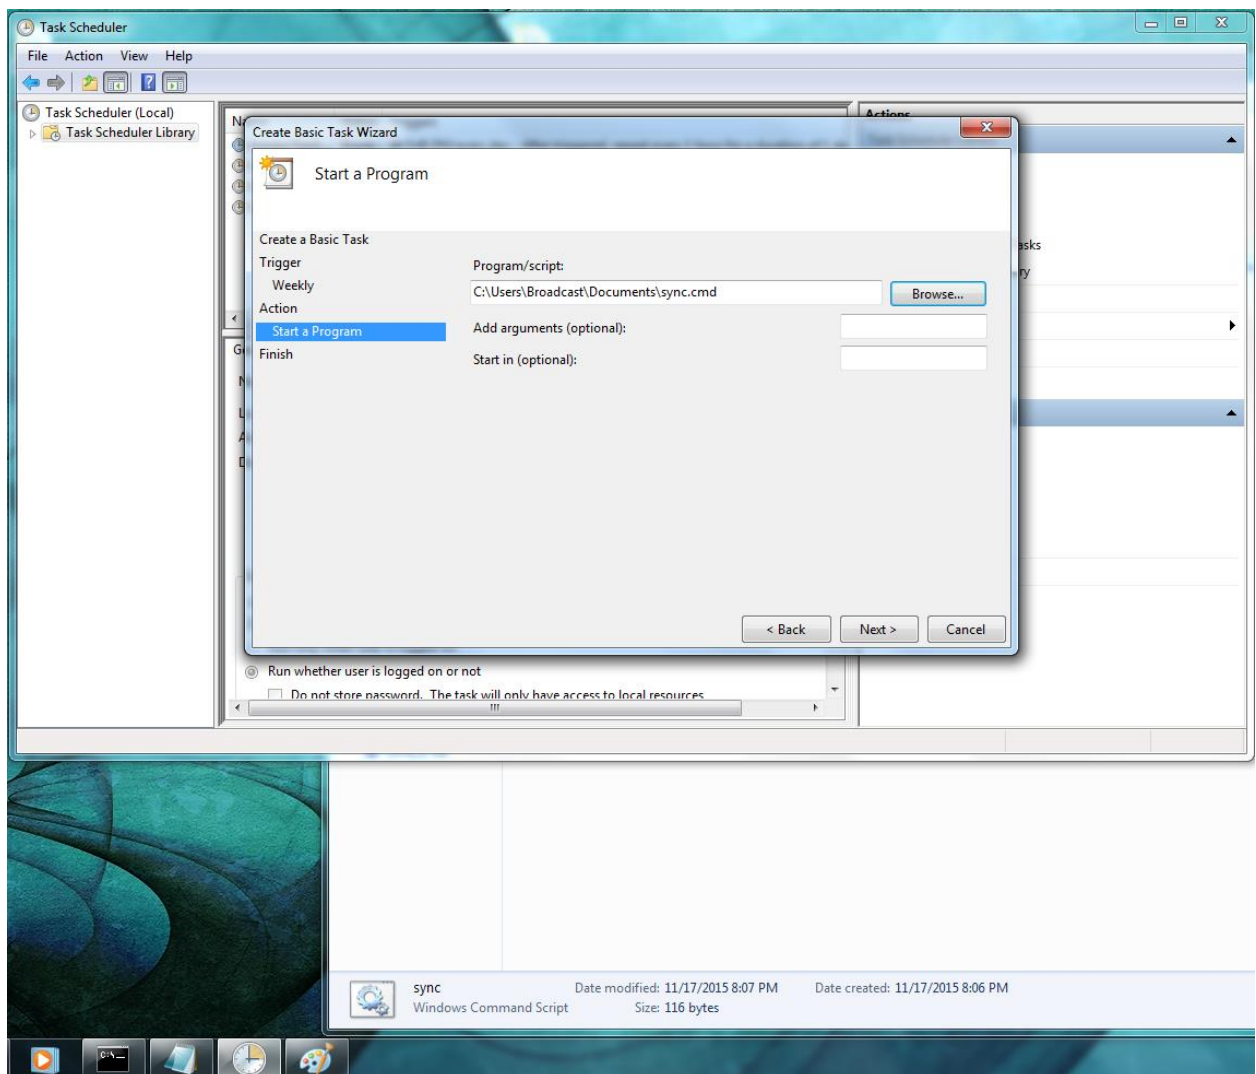 Task Scheduler
File Action View Help
Task Scheduler (Local)
Task Scheduler Library
Actions
Create Basic Task Wizard
Start a Program
Create a Basic Task
Trigger
Weekly
Action
Start a Program
Finish
Program/script:
C:\Users\Broadcast\Documents\sync.cmd
Browse...
Add arguments (optional):
Start in (optional):
< Back Next > Cancel
Run whether user is logged on or not
Do not store password. The task will only have access to local resources
sync Date modified: 11/17/2015 8:07 PM Date created: 11/17/2015 8:06 PM
Windows Command Script Size: 116 bytes
C:\